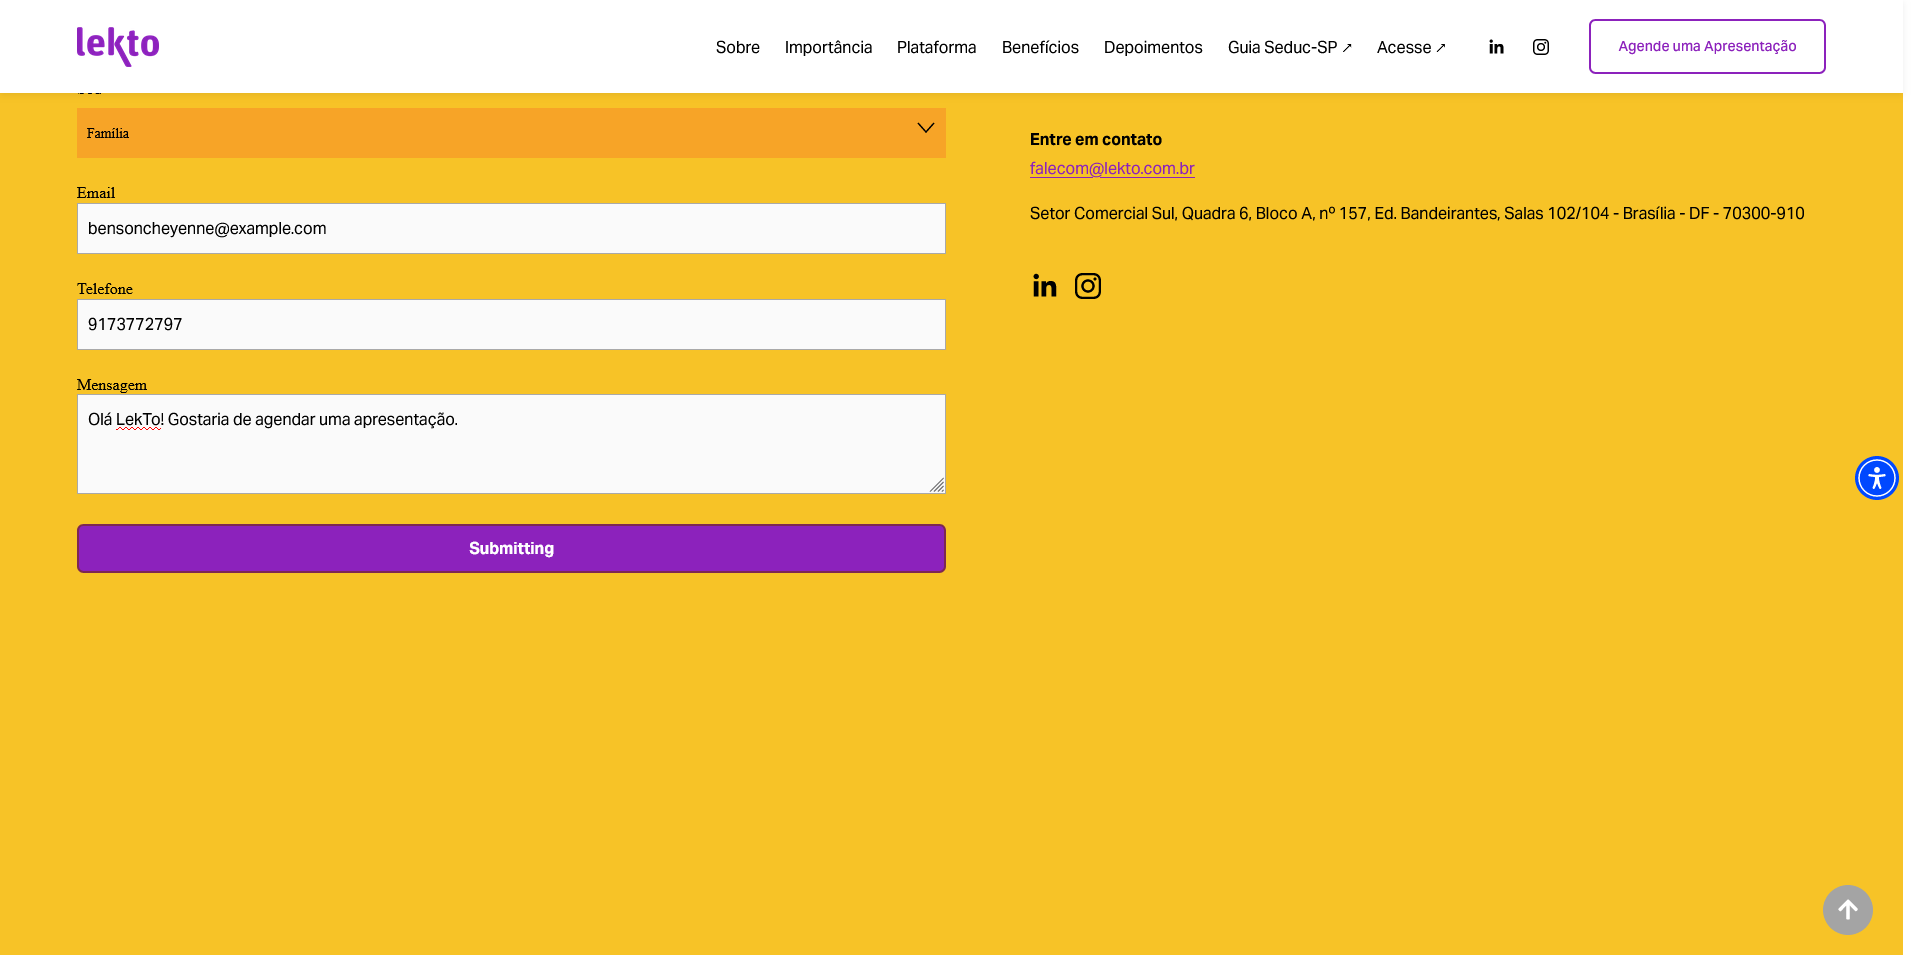 lekto
Sobre Importância Plataforma Benefícios Depoimentos Guia Seduc-SP ↗ Acesse ↗ in Agende uma Apresentação
Família
Email
bensoncheyenne@example.com
Telefone
9173772797
Mensagem
Olá LekTo! Gostaria de agendar uma apresentação.
Submitting
Entre em contato
falecom@lekto.com.br
Setor Comercial Sul, Quadra 6, Bloco A, nº 157, Ed. Bandeirantes, Salas 102/104 - Brasília - DF - 70300-910
in